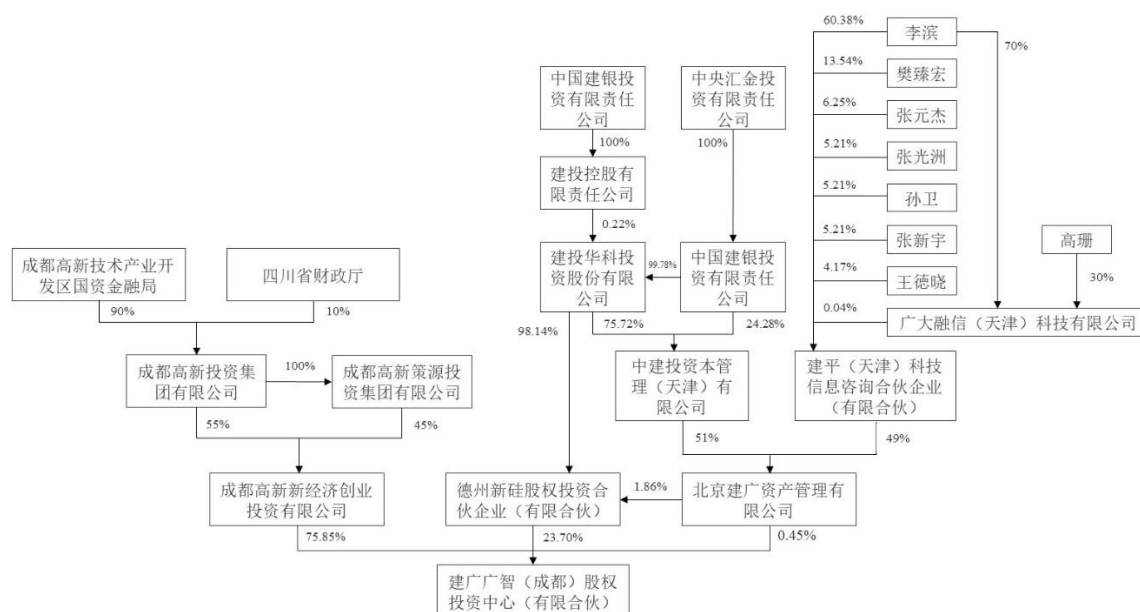 60.38%
李滨
70%
13.54%
樊臻宏
中国建银投
资有限责任
公司
中央汇金投
资有限责任
公司
6.25%
张元杰
100%
100%
5.21%
张光洲
建投控股有
限责任公司
5.21%
孙卫
0.22%
5.21%
张新宇
高珊
成都高新技术产业开
发区国资金融局
四川省财政厅
建投华科投
资股份有限
公司
99.78%
中国建银投
资有限责任
公司
4.17%
王德晓
30%
90%
10%
0.04%
广大融信（天津）科技有限公司
98.14%
75.72%
24.28%
成都高新投资集
团有限公司
100%
成都高新策源投
资集团有限公司
中建投资本管
理（天津）有
限公司
建平（天津）科技
信息咨询合伙企业
（有限合伙）
55%
45%
51%
49%
成都高新新经济创业
投资有限公司
德州新硅股权投资合
伙企业（有限合伙）
1.86%
北京建广资产管理有
限公司
75.85%
23.70%
0.45%
建广广智（成都）股权
投资中心（有限合伙）